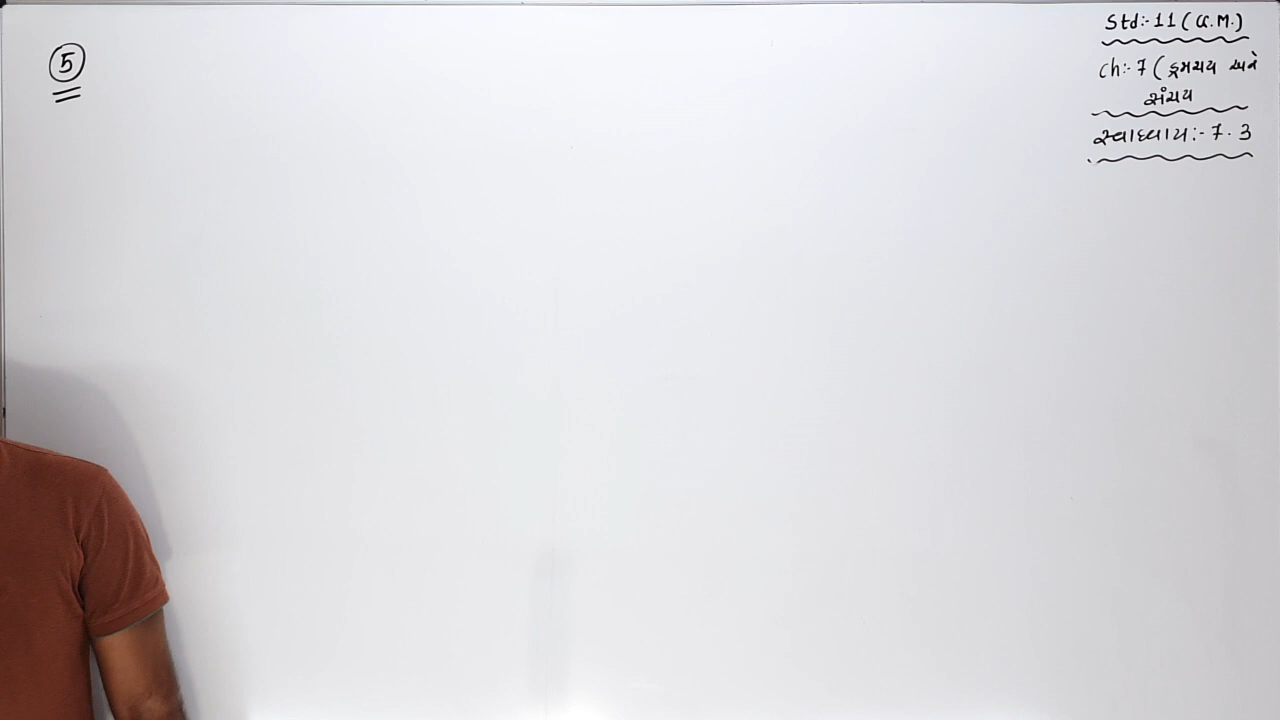 5
Std:- 11 ( G.M.)
ch:- 7 ( ક્રમચય અને
સંચય
સ્વાધ્યાય:- 7.3